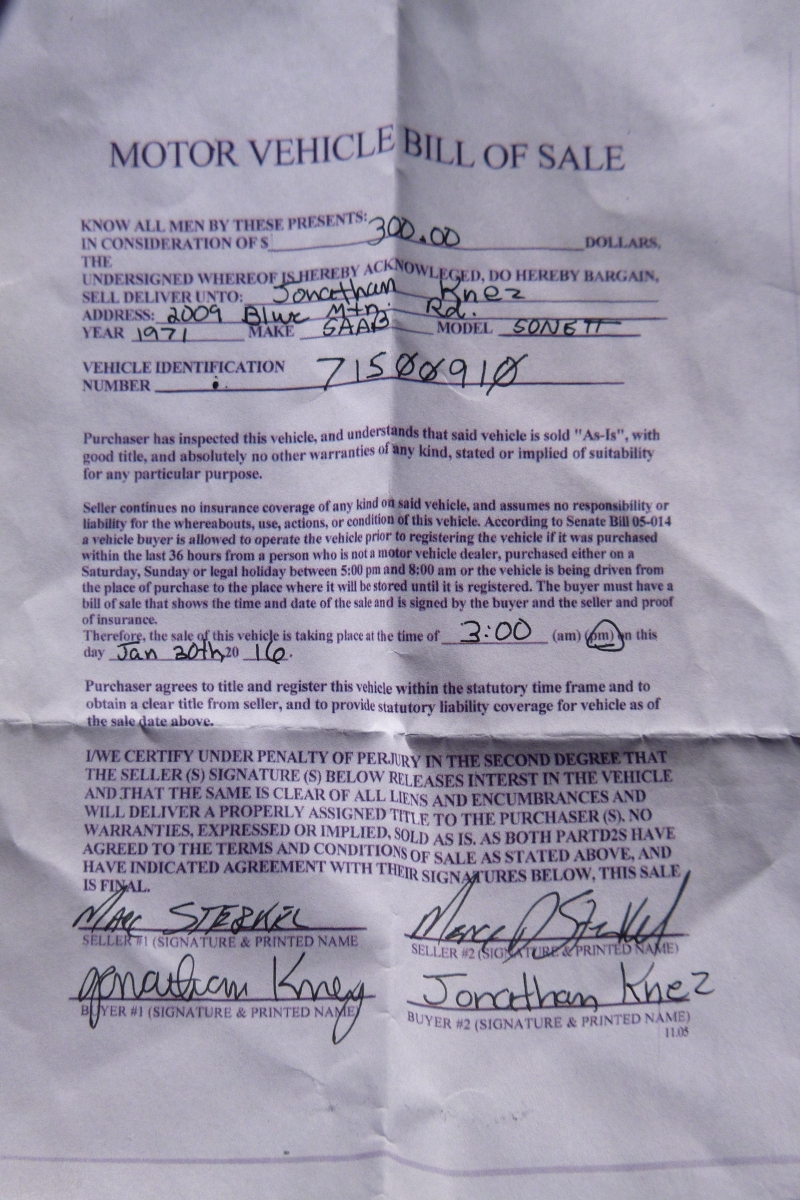 MOTOR VEHICLE BILL OF SALE
KNOW ALL MEN BY THESE PRESENTS:
IN CONSIDERATION OF $ 300.00 DOLLARS,
THE
UNDERSIGNED WHEREOF IS HEREBY ACKNOWLEGED, DO HEREBY BARGAIN,
SELL DELIVER UNTO: Jonathan Knez
ADDRESS: 2009 Blue Mtn. Rd.
YEAR 1971 MAKE SAAB MODEL SONETT
VEHICLE IDENTIFICATION
NUMBER 71500910
Purchaser has inspected this vehicle, and understands that said vehicle is sold "As-Is", with
good title, and absolutely no other warranties of any kind, stated or implied of suitability
for any particular purpose.
Seller continues no insurance coverage of any kind on said vehicle, and assumes no responsibility or
liability for the whereabouts, use, actions, or condition of this vehicle. According to Senate Bill 05-014
a vehicle buyer is allowed to operate the vehicle prior to registering the vehicle if it was purchased
within the last 36 hours from a person who is not a motor vehicle dealer, purchased either on a
Saturday, Sunday or legal holiday between 5:00 pm and 8:00 am or the vehicle is being driven from
the place of purchase to the place where it will be stored until it is registered. The buyer must have a
bill of sale that shows the time and date of the sale and is signed by the buyer and the seller and proof
of insurance.
Therefore, the sale of this vehicle is taking place at the time of 3:00 (am) (pm) on this
day Jan 30th, 20 16.
Purchaser agrees to title and register this vehicle within the statutory time frame and to
obtain a clear title from seller, and to provide statutory liability coverage for vehicle as of
the sale date above.
I/WE CERTIFY UNDER PENALTY OF PERJURY IN THE SECOND DEGREE THAT
THE SELLER (S) SIGNATURE (S) BELOW RELEASES INTERST IN THE VEHICLE
AND THAT THE SAME IS CLEAR OF ALL LIENS AND ENCUMBRANCES AND
WILL DELIVER A PROPERLY ASSIGNED TITLE TO THE PURCHASER (S). NO
WARRANTIES, EXPRESSED OR IMPLIED, SOLD AS IS. AS BOTH PARTD2S HAVE
AGREED TO THE TERMS AND CONDITIONS OF SALE AS STATED ABOVE, AND
HAVE INDICATED AGREEMENT WITH THEIR SIGNATURES BELOW, THIS SALE
IS FINAL.
MARC STERKEL
SELLER #1 (SIGNATURE & PRINTED NAME
SELLER #2 (SIGNATURE & PRINTED NAME)
Jonathan Knez
BUYER #1 (SIGNATURE & PRINTED NAME)
Jonathan Knez
BUYER #2 (SIGNATURE & PRINTED NAME)
11.05